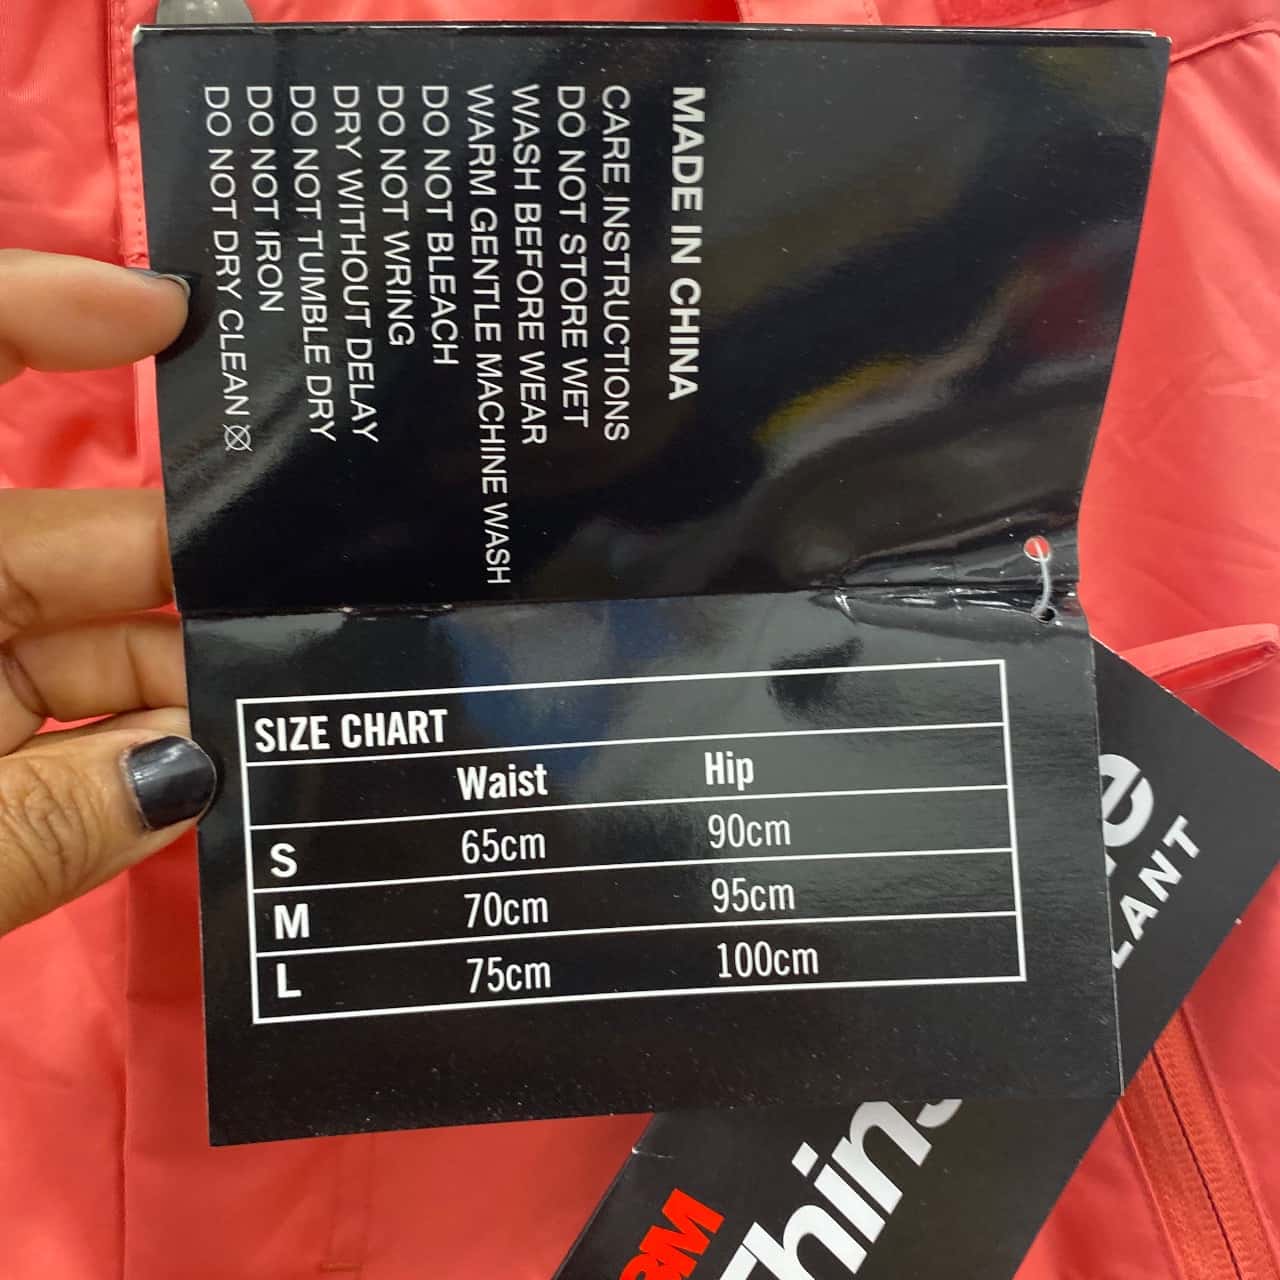 MADE IN CHINA
CARE INSTRUCTIONS
DO NOT STORE WET
WASH BEFORE WEAR
WARM GENTLE MACHINE WASH
DO NOT BLEACH
DO NOT WRING
DRY WITHOUT DELAY
DO NOT TUMBLE DRY
DO NOT IRON
DO NOT DRY CLEAN
SIZE CHART
Waist Hip
S 65cm 90cm
M 70cm 95cm
L 75cm 100cm
3M